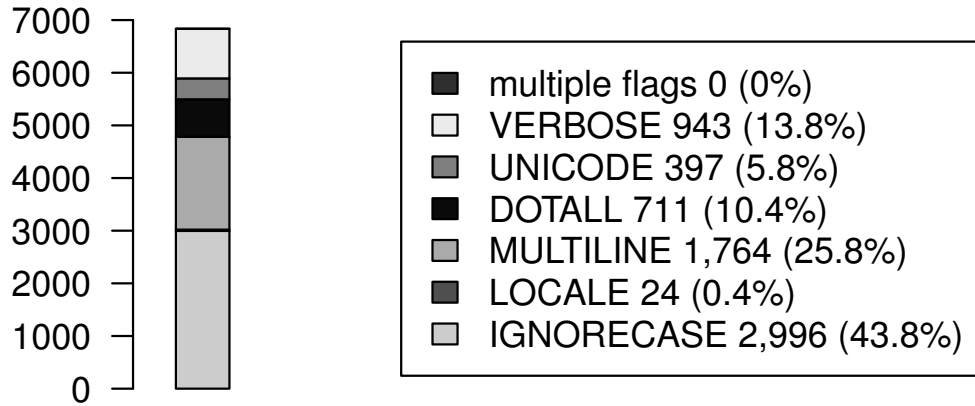 7000
6000
5000
4000
3000
2000
1000
0
multiple flags 0 (0%)
VERBOSE 943 (13.8%)
UNICODE 397 (5.8%)
DOTALL 711 (10.4%)
MULTILINE 1,764 (25.8%)
LOCALE 24 (0.4%)
IGNORECASE 2,996 (43.8%)